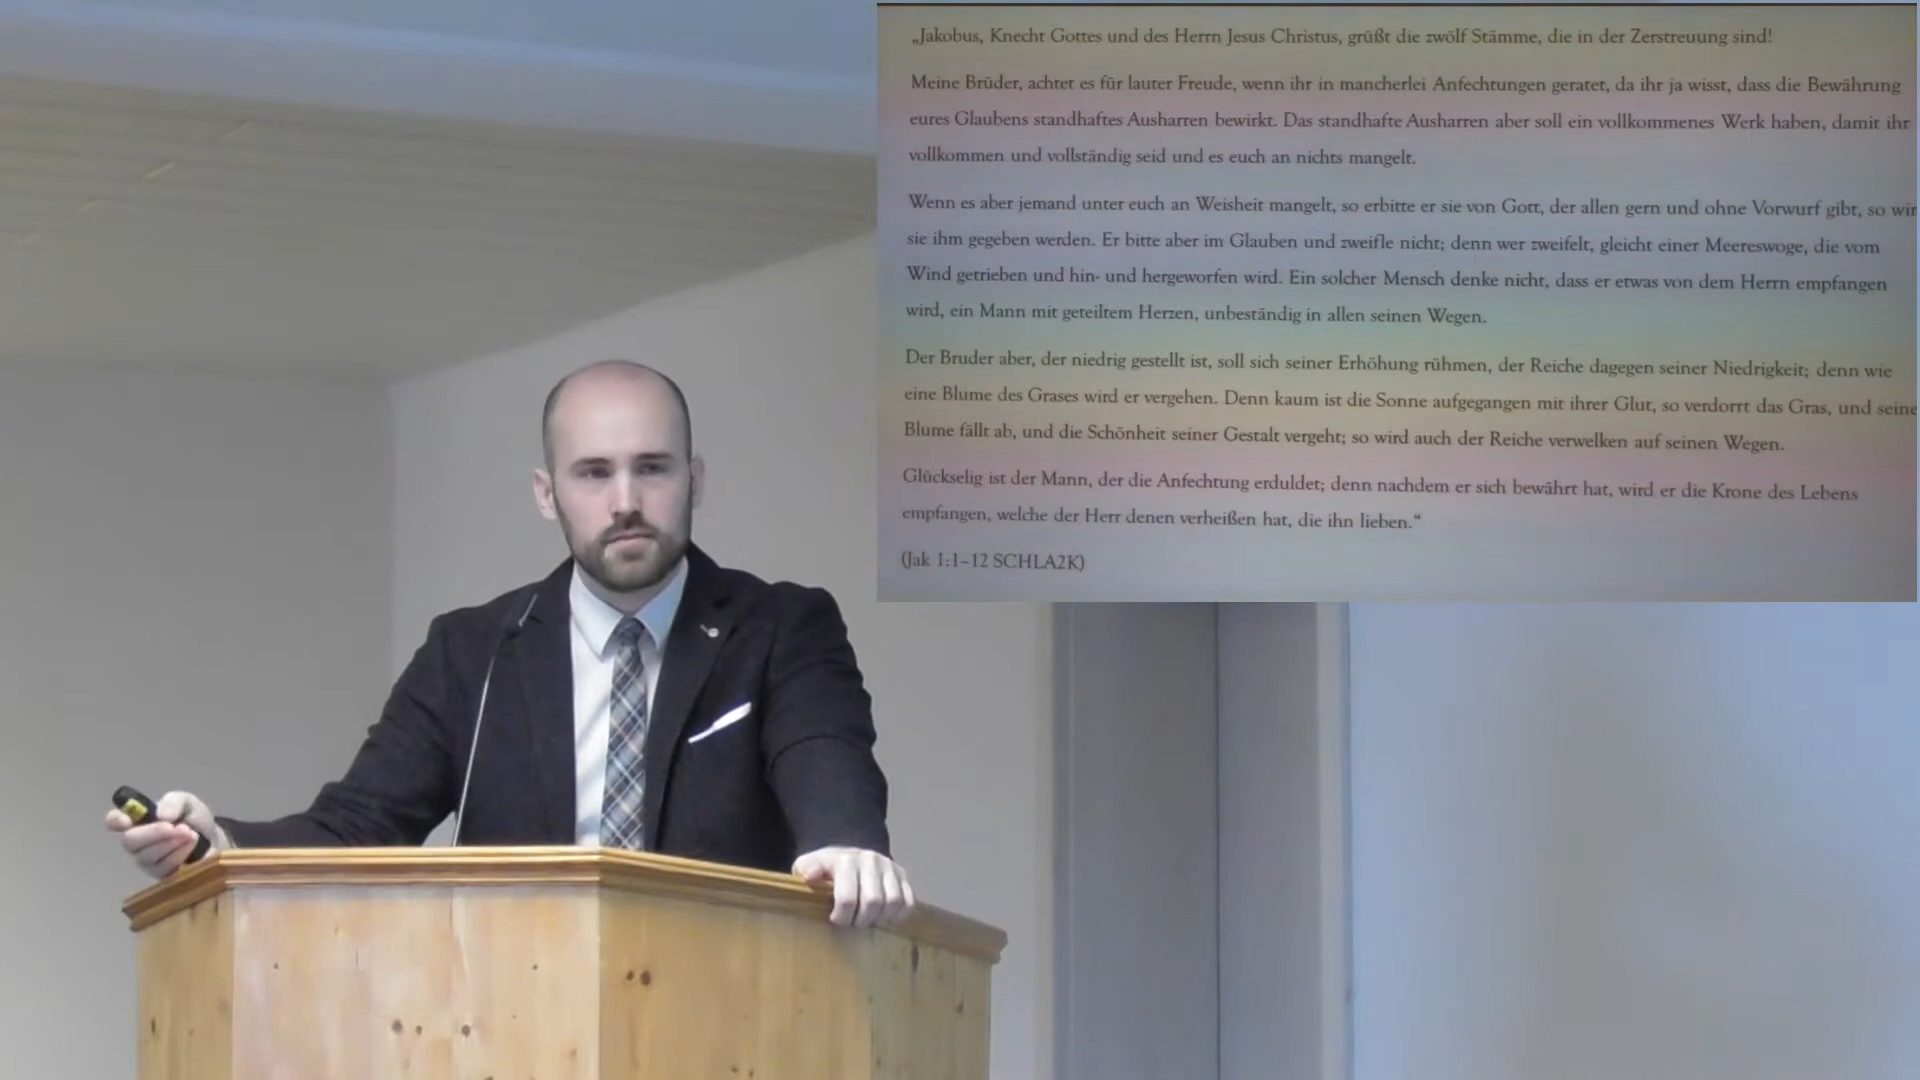 „Jakobus, Knecht Gottes und des Herrn Jesus Christus, grüßt die zwölf Stämme, die in der Zerstreuung sind!
Meine Brüder, achtet es für lauter Freude, wenn ihr in mancherlei Anfechtungen geratet, da ihr ja wisst, dass die Bewährung
eures Glaubens standhaftes Ausharren bewirkt. Das standhafte Ausharren aber soll ein vollkommenes Werk haben, damit ihr
vollkommen und vollständig seid und es euch an nichts mangelt.
Wenn es aber jemand unter euch an Weisheit mangelt, so erbitte er sie von Gott, der allen gern und ohne Vorwurf gibt, so wir
sie ihm gegeben werden. Er bitte aber im Glauben und zweifle nicht; denn wer zweifelt, gleicht einer Meereswoge, die vom
Wind getrieben und hin- und hergeworfen wird. Ein solcher Mensch denke nicht, dass er etwas von dem Herrn empfangen
wird, ein Mann mit geteiltem Herzen, unbeständig in allen seinen Wegen.
Der Bruder aber, der niedrig gestellt ist, soll sich seiner Erhöhung rühmen, der Reiche dagegen seiner Niedrigkeit; denn wie
eine Blume des Grases wird er vergehen. Denn kaum ist die Sonne aufgegangen mit ihrer Glut, so verdorrt das Gras, und seine
Blume fällt ab, und die Schönheit seiner Gestalt vergeht; so wird auch der Reiche verwelken auf seinen Wegen.
Glückselig ist der Mann, der die Anfechtung erduldet; denn nachdem er sich bewährt hat, wird er die Krone des Lebens
empfangen, welche der Herr denen verheißen hat, die ihn lieben.“
(Jak 1:1–12 SCHLA2K)